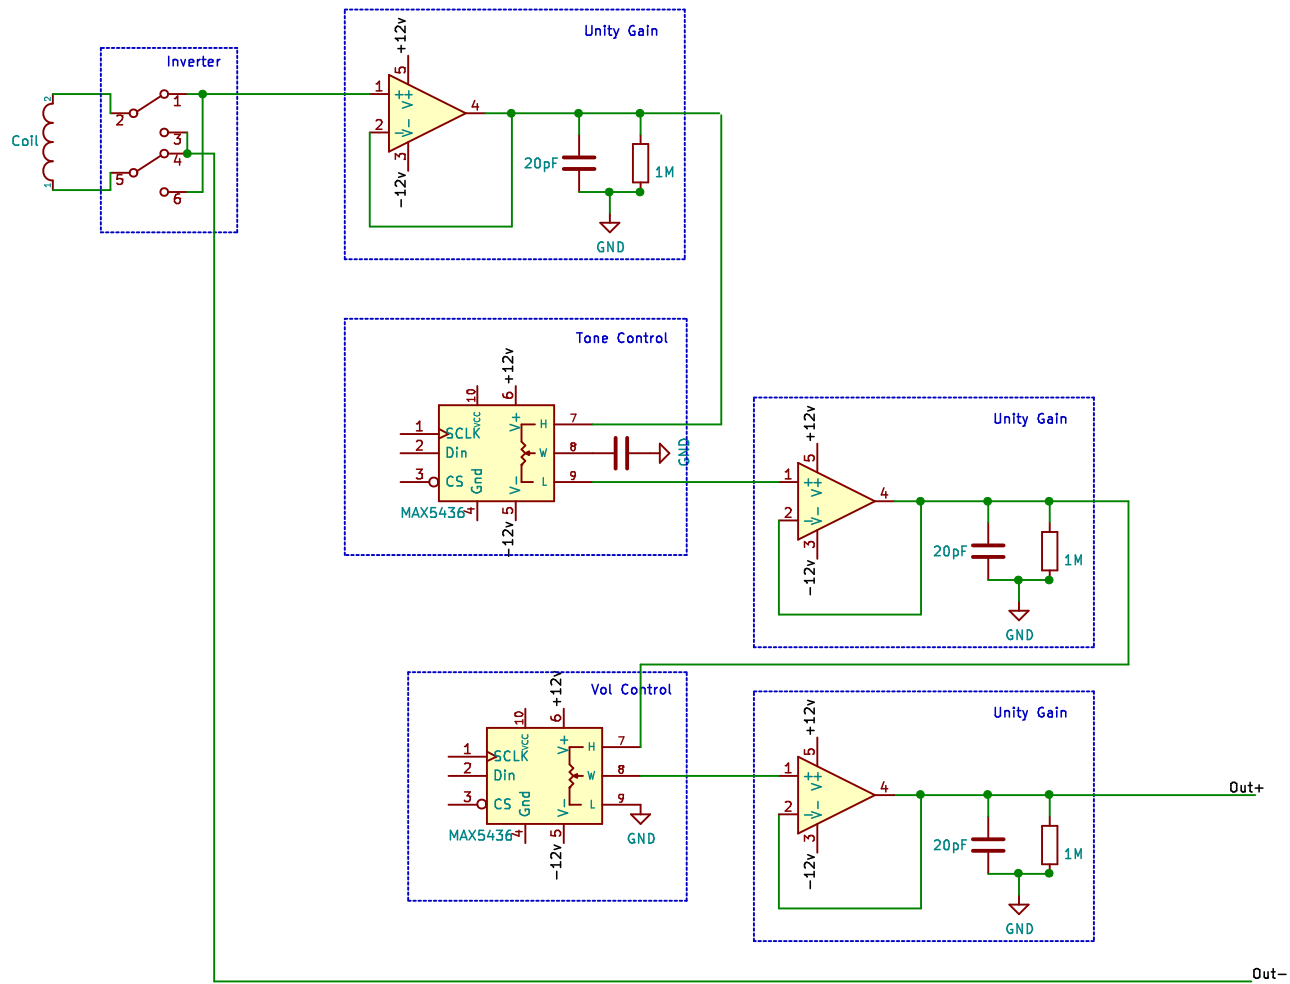 Inverter
Coil
2
1
2
5
1
3
4
6
Unity Gain
+12v
5
1
2
+
V+
-
V-
3
4
-12v
20pF
1M
GND
Tone Control
+12v
10
6
VCC
V+
1
SCLK
2
Din
3
CS
Gnd
V-
H
W
L
7
8
9
GND
MAX5436
4
5
-12v
Unity Gain
+12v
5
1
2
+
V+
-
V-
3
4
-12v
20pF
1M
GND
Vol Control
+12v
10
6
VCC
V+
1
SCLK
2
Din
3
CS
Gnd
V-
H
W
L
7
8
9
GND
MAX5436
4
5
-12v
Unity Gain
+12v
5
1
2
+
V+
-
V-
3
4
-12v
20pF
1M
GND
Out+
Out-